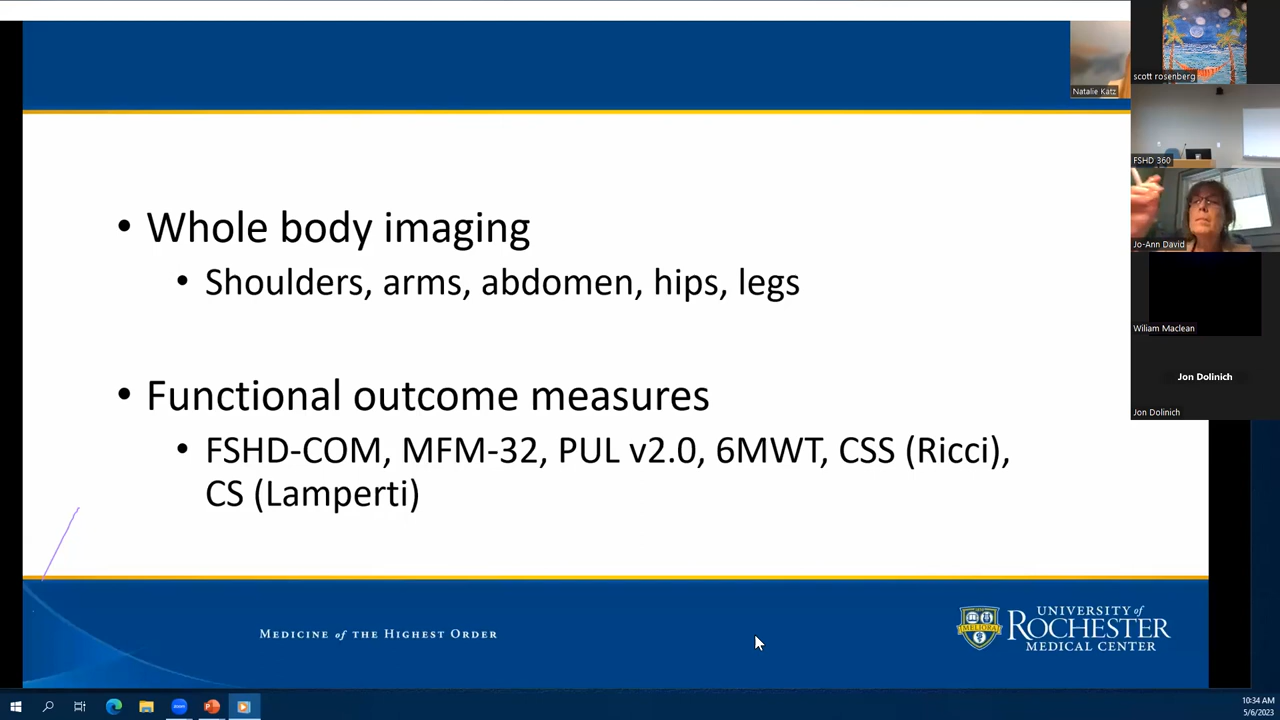 • Whole body imaging
• Shoulders, arms, abdomen, hips, legs
• Functional outcome measures
• FSHD-COM, MFM-32, PUL v2.0, 6MWT, CSS (Ricci),
CS (Lamperti)
MEDICINE of THE HIGHEST ORDER
MELIORA
UNIVERSITY of
ROCHESTER
MEDICAL CENTER
Natalie Katz
scott rosenberg
FSHD 360
Jo-Ann David
Wiliam Maclean
Jon Dolinich
Jon Dolinich
10:34 AM
5/6/2023